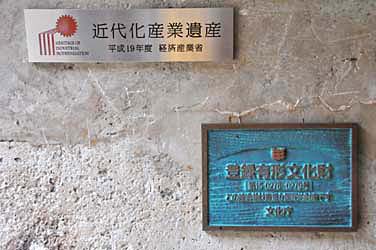 近代化産業遺産
平成19年度 経済産業省
HERITAGE OF
INDUSTRIAL
MODERNIZATION
登録有形文化財
文化庁